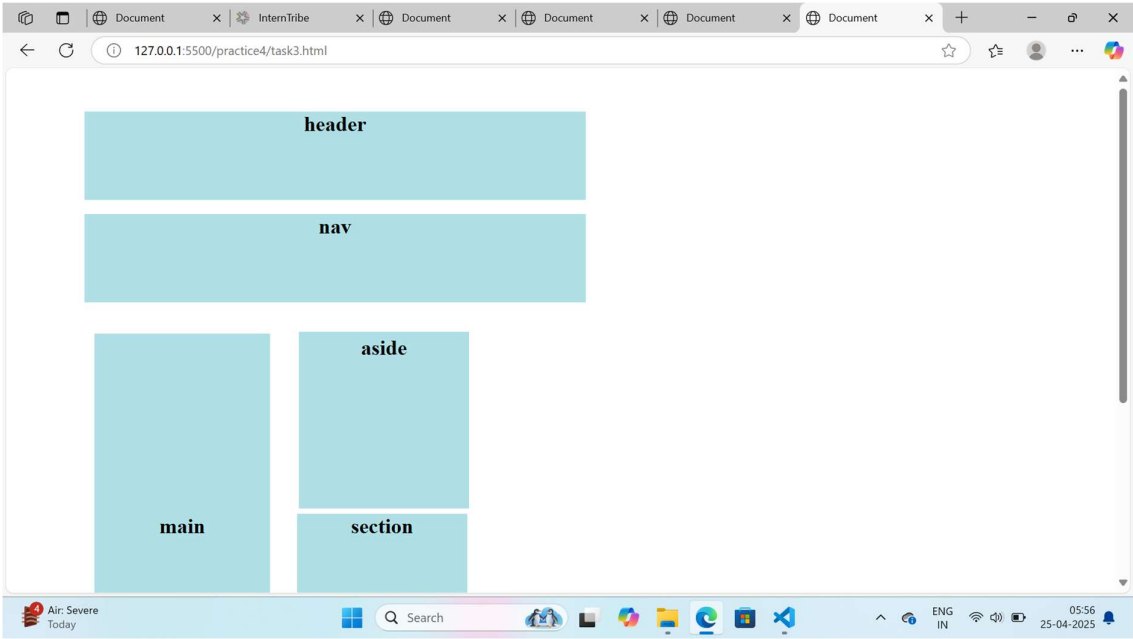 Document
InternTribe
Document
Document
Document
Document
127.0.0.1:5500/practice4/task3.html
header
nav
aside
main
section
4
Air: Severe
Today
Search
ENG
IN
05:56
25-04-2025